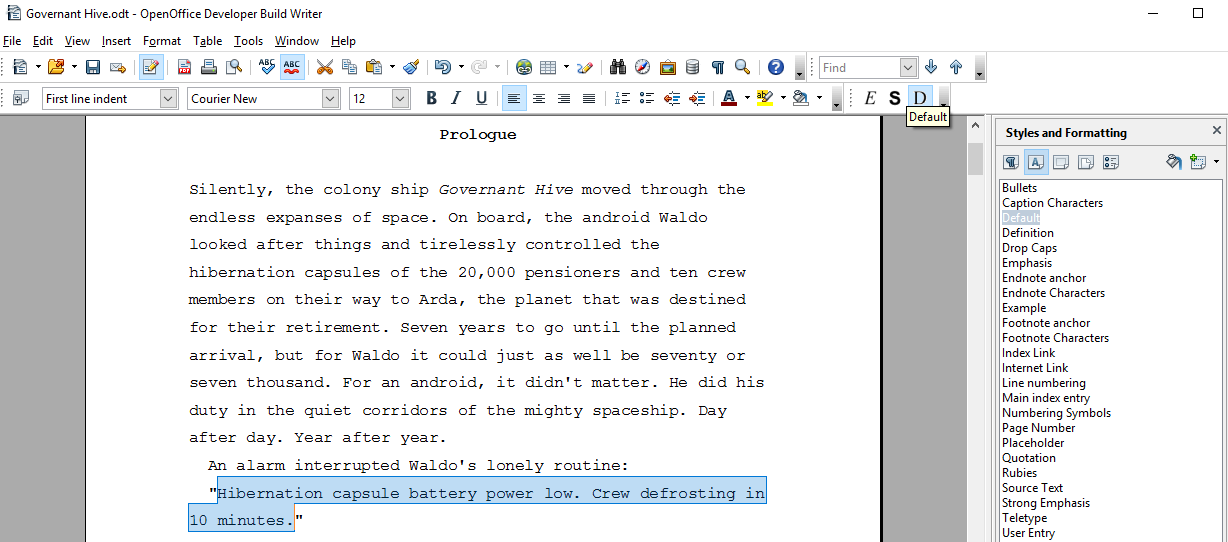 Governant Hive.odt - OpenOffice Developer Build Writer
File Edit View Insert Format Table Tools Window Help
PDF ABC ABC ¶ ? Find
First line indent Courier New 12 B I U A ab E S D
Default
Prologue
Silently, the colony ship Governant Hive moved through the
endless expanses of space. On board, the android Waldo
looked after things and tirelessly controlled the
hibernation capsules of the 20,000 pensioners and ten crew
members on their way to Arda, the planet that was destined
for their retirement. Seven years to go until the planned
arrival, but for Waldo it could just as well be seventy or
seven thousand. For an android, it didn't matter. He did his
duty in the quiet corridors of the mighty spaceship. Day
after day. Year after year.
An alarm interrupted Waldo's lonely routine:
"Hibernation capsule battery power low. Crew defrosting in
10 minutes."
Styles and Formatting
Bullets
Caption Characters
Default
Definition
Drop Caps
Emphasis
Endnote anchor
Endnote Characters
Example
Footnote anchor
Footnote Characters
Index Link
Internet Link
Line numbering
Main index entry
Numbering Symbols
Page Number
Placeholder
Quotation
Rubies
Source Text
Strong Emphasis
Teletype
User Entry